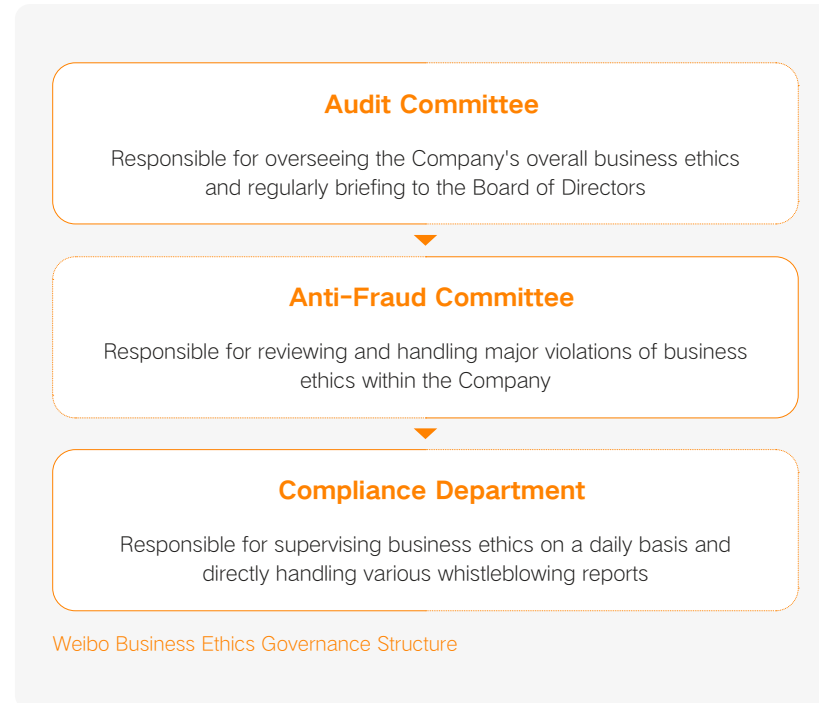 Audit Committee
Responsible for overseeing the Company's overall business ethics
and regularly briefing to the Board of Directors
Anti-Fraud Committee
Responsible for reviewing and handling major violations of business
ethics within the Company
Compliance Department
Responsible for supervising business ethics on a daily basis and
directly handling various whistleblowing reports
Weibo Business Ethics Governance Structure